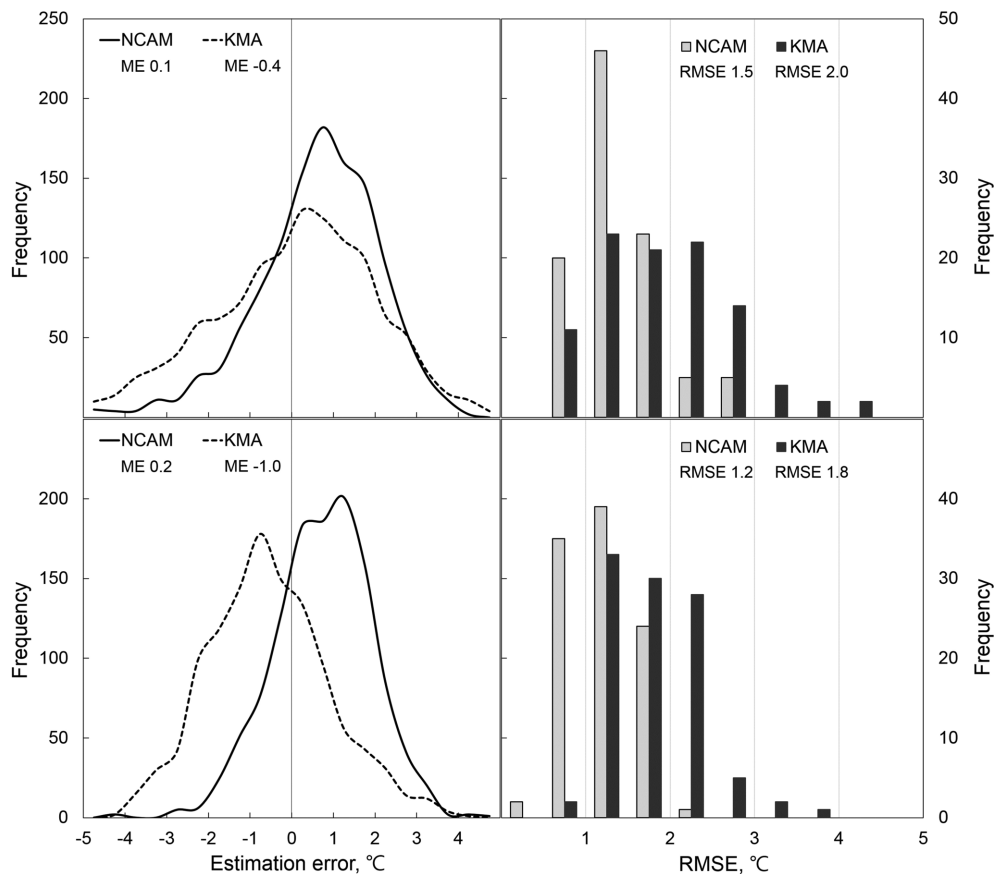 250
200
150
100
50
Frequency
NCAM KMA
ME 0.1 ME -0.4
50
40
30
20
10
Frequency
NCAM KMA
RMSE 1.5 RMSE 2.0
200
150
100
50
0
Frequency
NCAM KMA
ME 0.2 ME -1.0
-5 -4 -3 -2 -1 0 1 2 3 4
Estimation error, ℃
40
30
20
10
0
Frequency
NCAM KMA
RMSE 1.2 RMSE 1.8
1 2 3 4 5
RMSE, ℃